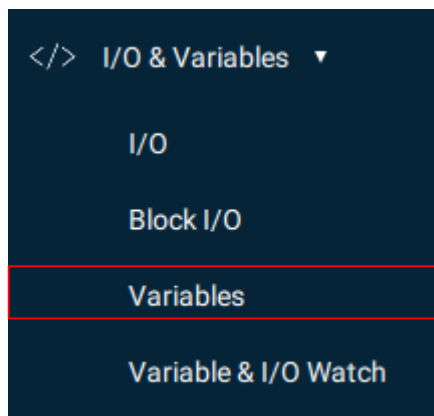 </> I/O & Variables ▼
I/O
Block I/O
Variables
Variable & I/O Watch